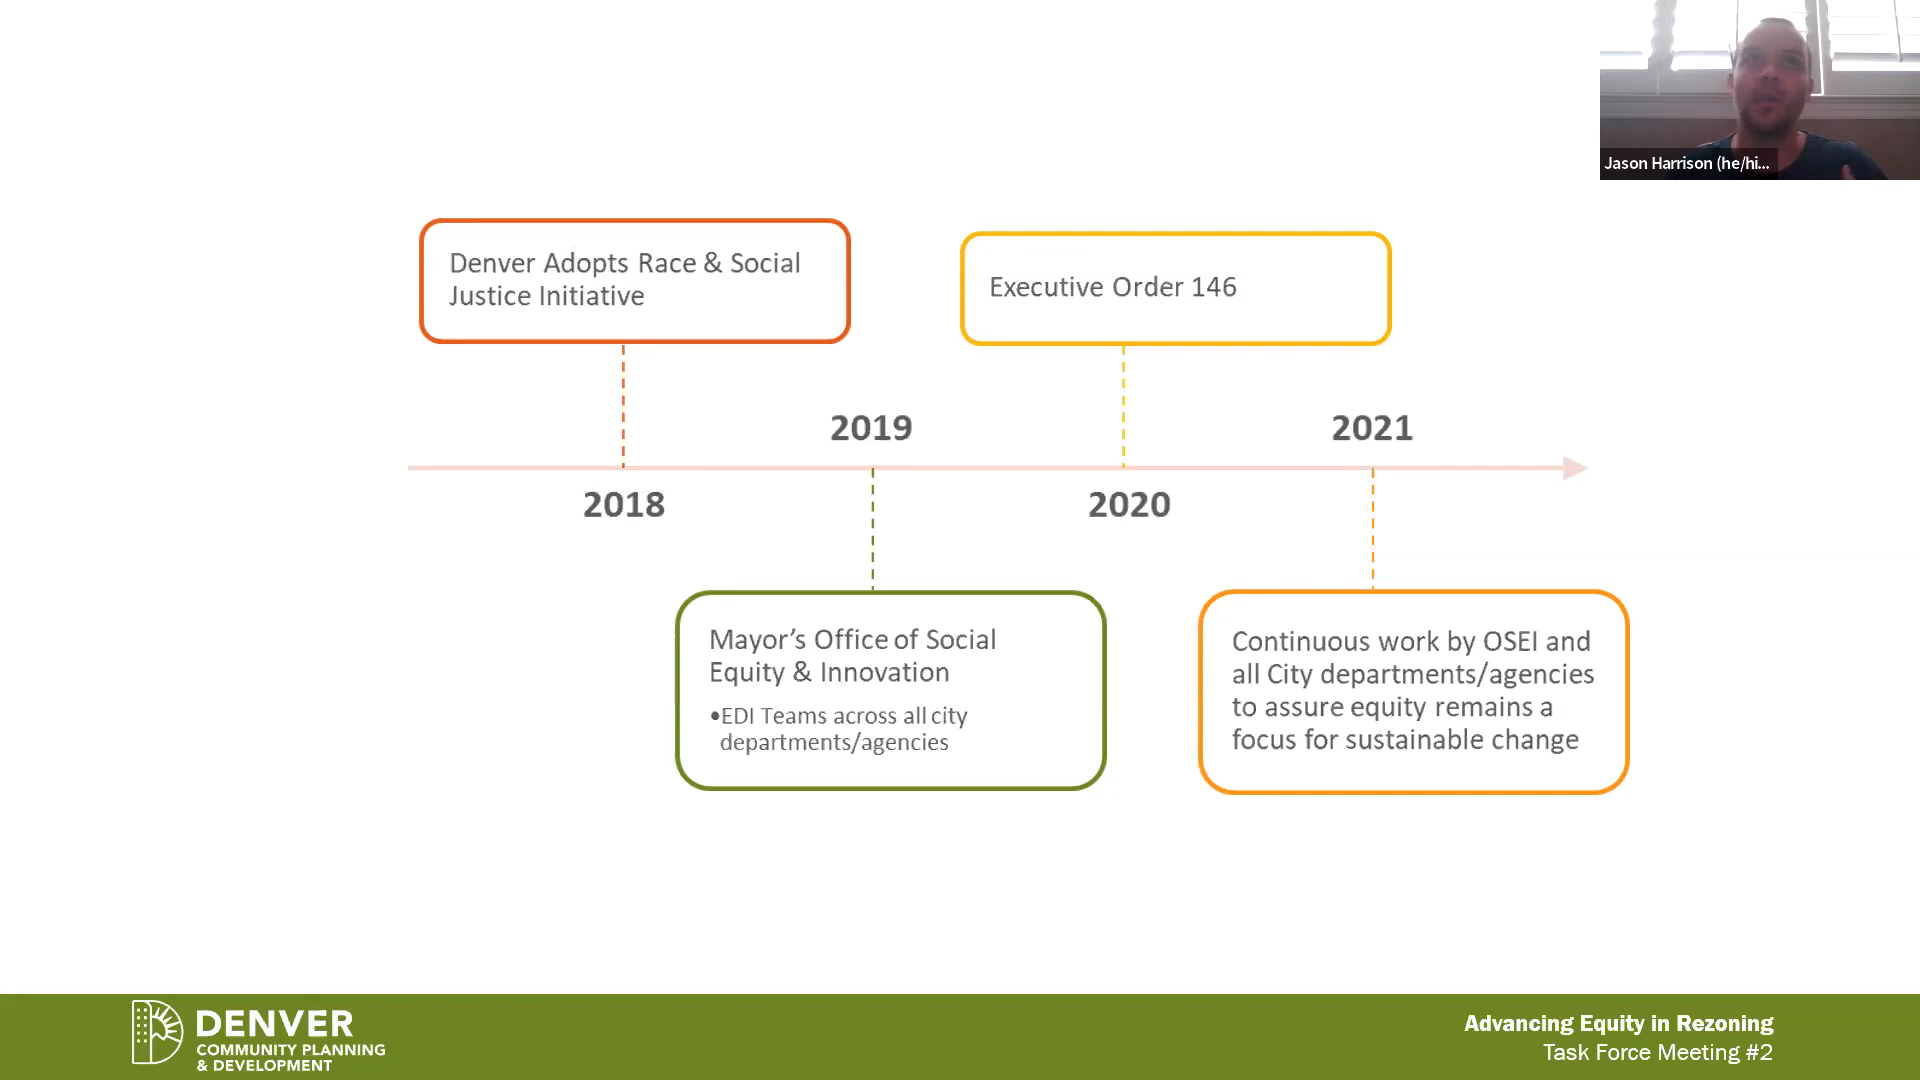 Jason Harrison (he/hi...
Denver Adopts Race & Social
Justice Initiative
Executive Order 146
2019
2021
2018
2020
Mayor’s Office of Social
Equity & Innovation
•EDI Teams across all city
departments/agencies
Continuous work by OSEI and
all City departments/agencies
to assure equity remains a
focus for sustainable change
DENVER
COMMUNITY PLANNING
& DEVELOPMENT
Advancing Equity in Rezoning
Task Force Meeting #2